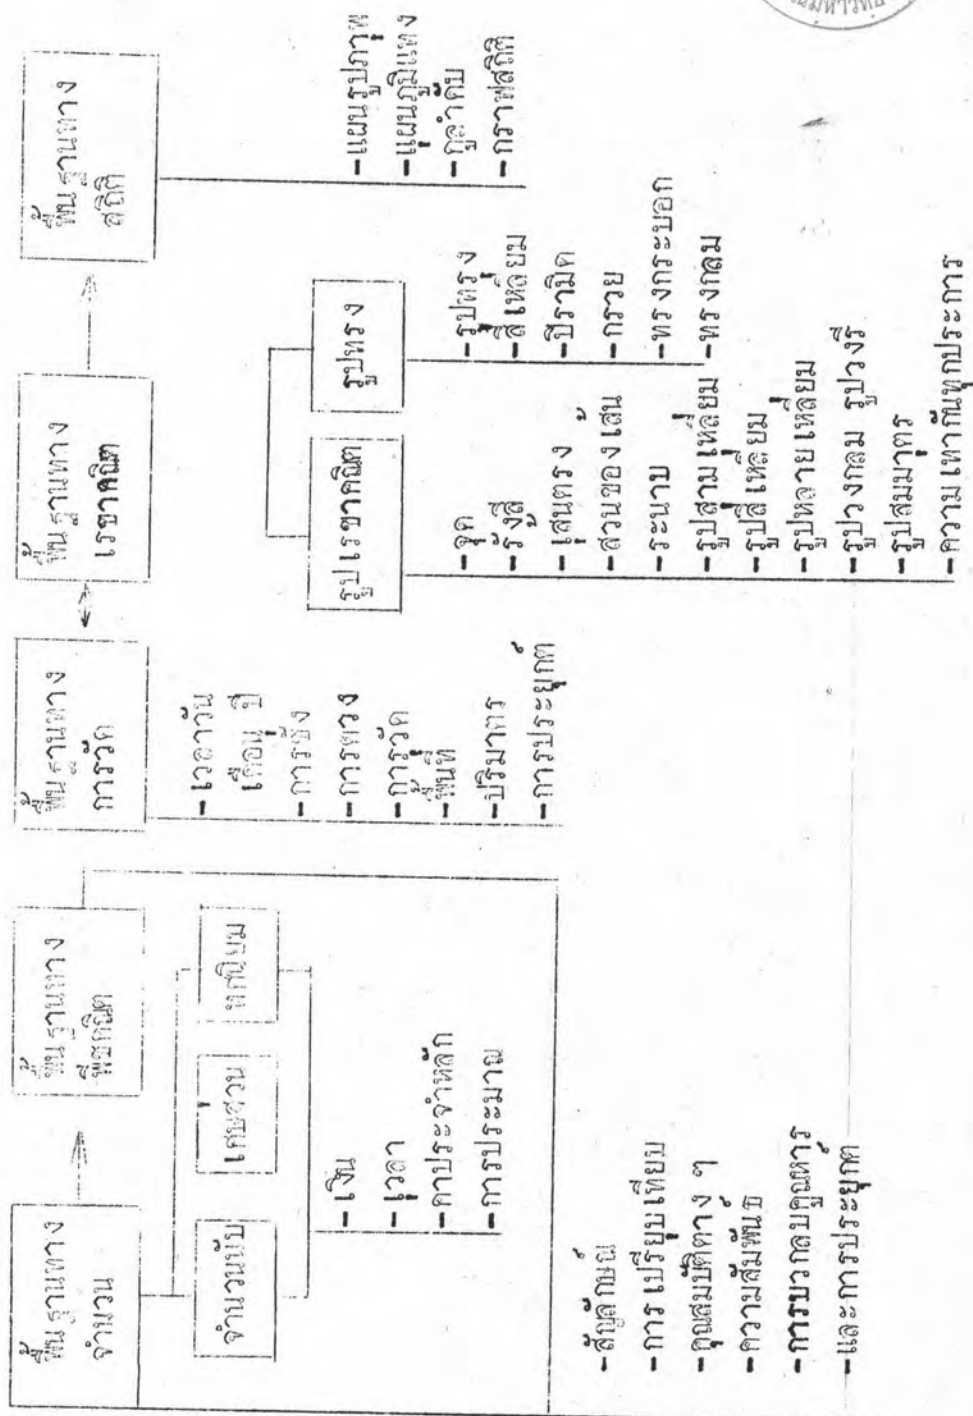 พื้นฐานทาง
จำนวน
พื้นฐานทาง
พีชคณิต
พื้นฐานทาง
การวัด
พื้นฐานทาง
เรขาคณิต
พื้นฐานทาง
สถิติ
จำนวนนับ
เศษส่วน
ทศนิยม
- เงิน
- เวลา
- คาประจำหลัก
- การประมาณ
- สัญลักษณ์
- การเปรียบเทียบ
- คุณสมบัติต่าง ๆ
- ความสัมพันธ์
- การบวกลบคูณหาร
- และการประยุกต์
- เวลาวัน
เดือน ปี
- การชั่ง
- การตวง
- การวัด
- พื้นที่
- ปริมาตร
- การประยุกต์
รูปเรขาคณิต
รูปทรง
- จุด
- รังสี
- เส้นตรง
- ส่วนของเส้น
- ระนาบ
- รูปสามเหลี่ยม
- รูปสี่เหลี่ยม
- รูปหลายเหลี่ยม
- รูปวงกลม รูปวงรี
- รูปสมมาตร
- ความเท่ากันทุกประการ
- รูปทรง
- สี่เหลี่ยม
- ปิรามิด
- กรวย
- ทรงกระบอก
- ทรงกลม
- แผนรูปภาพ
- แผนภูมิแทง
- คูลำดับ
- กราฟสถิติ